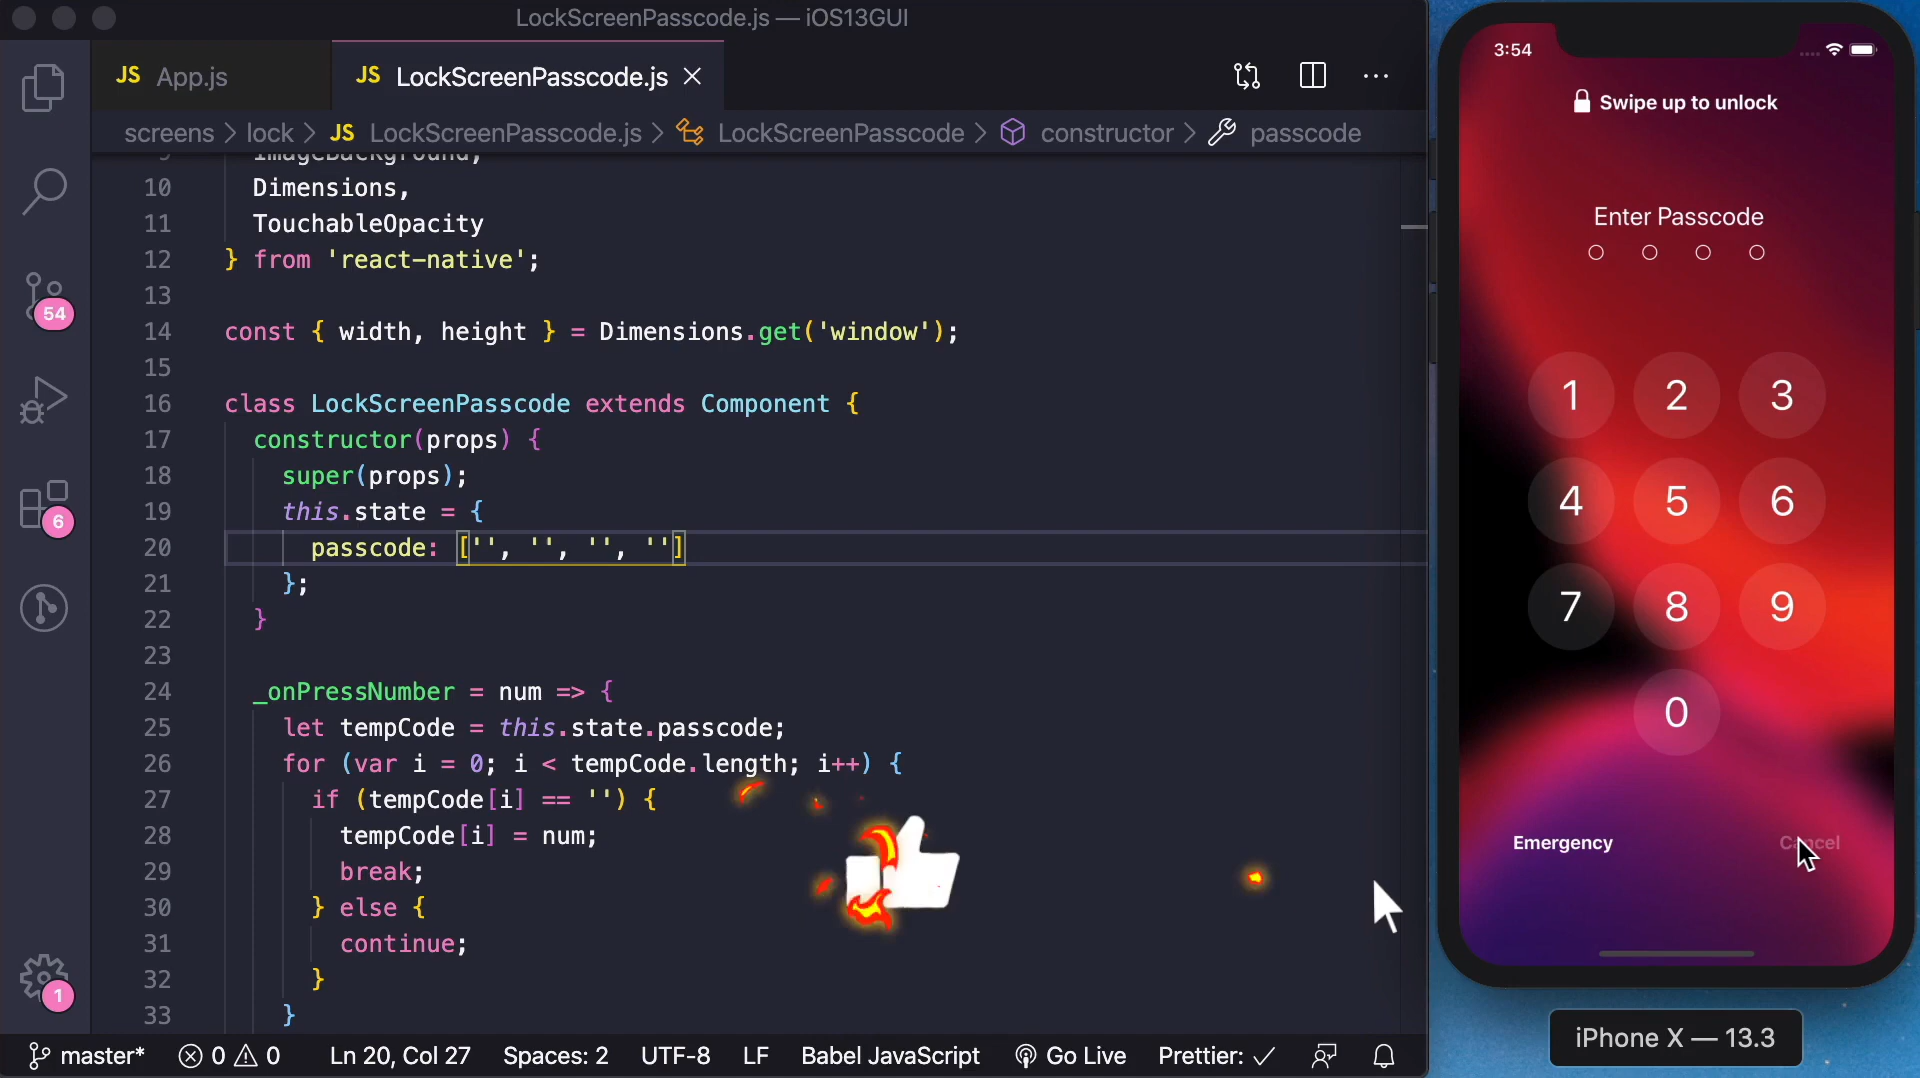 LockScreenPasscode.js — iOS13GUI
JS App.js
JS LockScreenPasscode.js
screens > lock > JS LockScreenPasscode.js > LockScreenPasscode > constructor > passcode
9 ImageBackground,
10 Dimensions,
11 TouchableOpacity
12 } from 'react-native';
13
14 const { width, height } = Dimensions.get('window');
15
16 class LockScreenPasscode extends Component {
17 constructor(props) {
18 super(props);
19 this.state = {
20 passcode: ['', '', '', '']
21 };
22 }
23
24 _onPressNumber = num => {
25 let tempCode = this.state.passcode;
26 for (var i = 0; i < tempCode.length; i++) {
27 if (tempCode[i] == '') {
28 tempCode[i] = num;
29 break;
30 } else {
31 continue;
32 }
33 }
54
6
1
master* 0 0 Ln 20, Col 27 Spaces: 2 UTF-8 LF Babel JavaScript Go Live Prettier: ✓
3:54
Swipe up to unlock
Enter Passcode
1 2 3
4 5 6
7 8 9
0
Emergency Cancel
iPhone X — 13.3